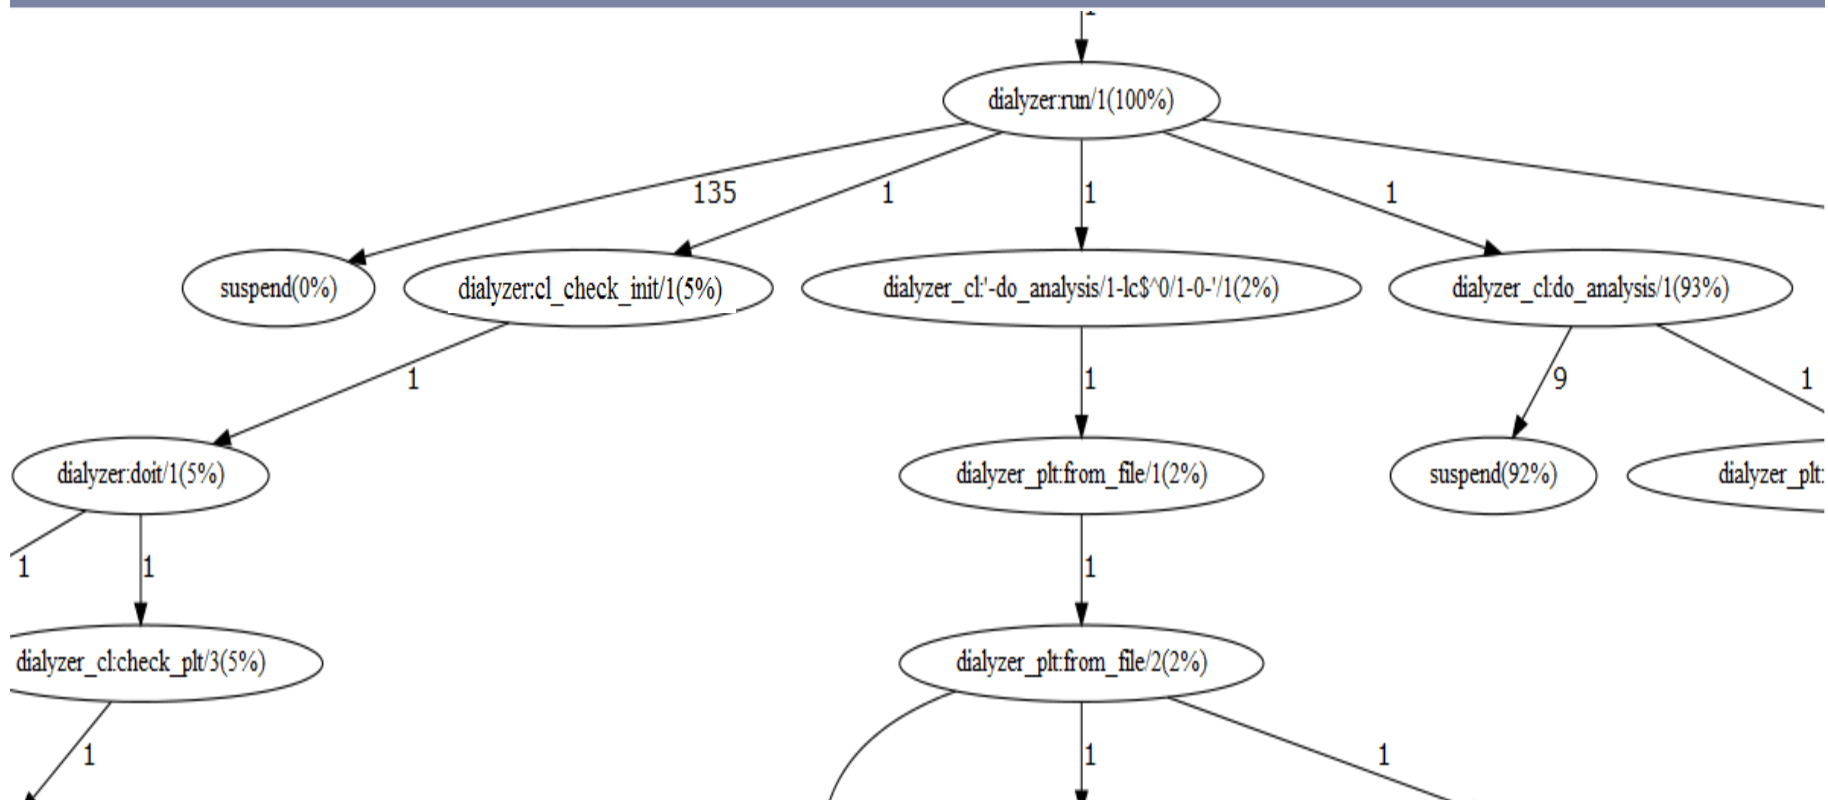 1
dialyzer:run/1(100%)
135
1
1
1
suspend(0%)
dialyzer:cl_check_init/1(5%)
dialyzer_cl:'-do_analysis/1-lc$^0/1-0-'/1(2%)
dialyzer_cl:do_analysis/1(93%)
1
1
9
1
dialyzer:doit/1(5%)
dialyzer_plt:from_file/1(2%)
suspend(92%)
dialyzer_plt:
1
1
1
dialyzer_cl:check_plt/3(5%)
dialyzer_plt:from_file/2(2%)
1
1
1